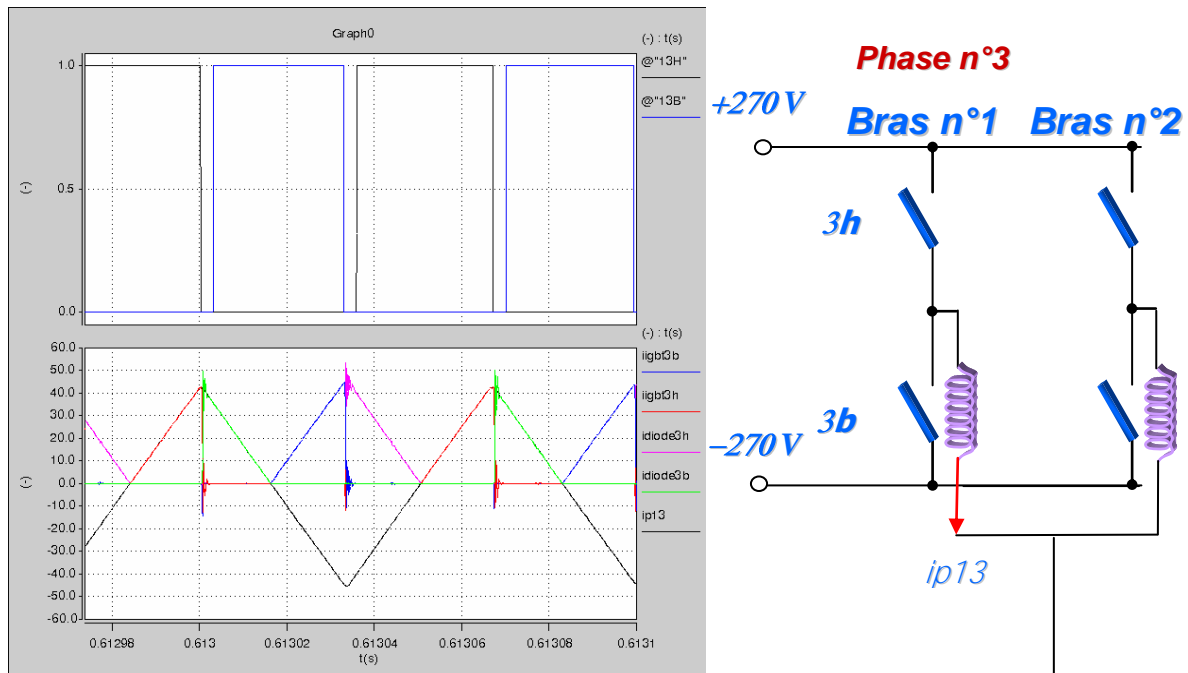 Graph0
(-) : t(s)
@"13H"
@"13B"
1.0
0.5
0.0
(-)
(-) : t(s)
iigbt3b
iigbt3h
idiode3h
idiode3b
ip13
60.0
50.0
40.0
30.0
20.0
10.0
0.0
-10.0
-20.0
-30.0
-40.0
-50.0
-60.0
(-)
0.61298 0.613 0.61302 0.61304 0.61306 0.61308 0.6131
t(s)
Phase n°3
+270 V
Bras n°1 Bras n°2
3h
3b
−270 V
ip13